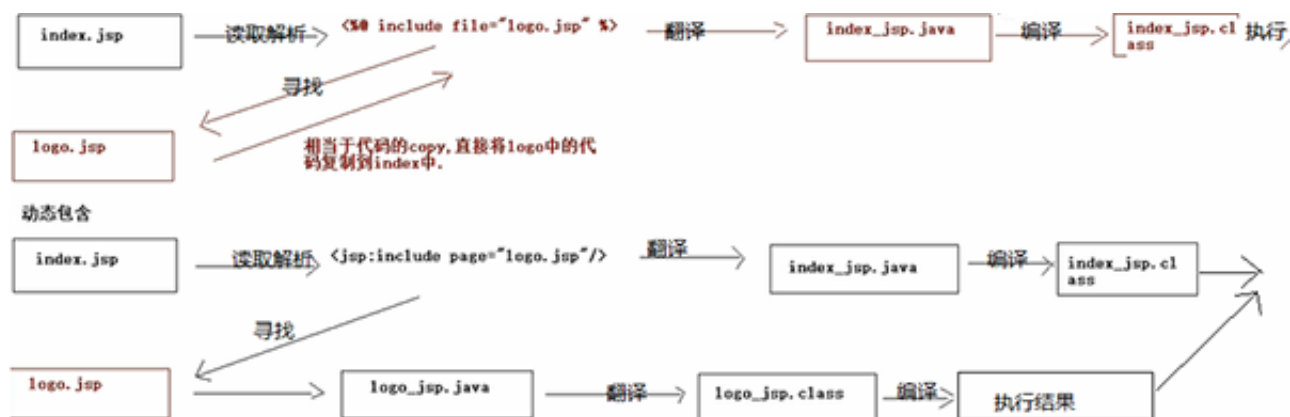 index.jsp 读取解析 <%@ include file="logo.jsp" %> 翻译 index_jsp.java 编译 index_jsp.cl 执行
ass
寻找
logo.jsp
相当于代码的copy,直接将logo中的代
码复制到index中.
动态包含
index.jsp 读取解析 <jsp:include page="logo.jsp"/> 翻译 index_jsp.java 编译 index_jsp.cl
ass
寻找
logo.jsp logo_jsp.java 翻译 logo_jsp.class 编译 执行结果